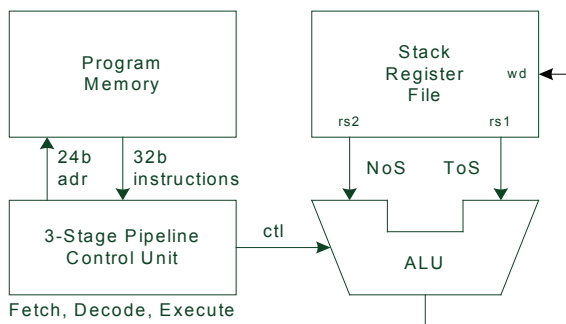 Program
Memory
Stack
Register
File
wd
rs2
rs1
24b
adr
32b
instructions
NoS
ToS
3-Stage Pipeline
Control Unit
ctl
ALU
Fetch, Decode, Execute